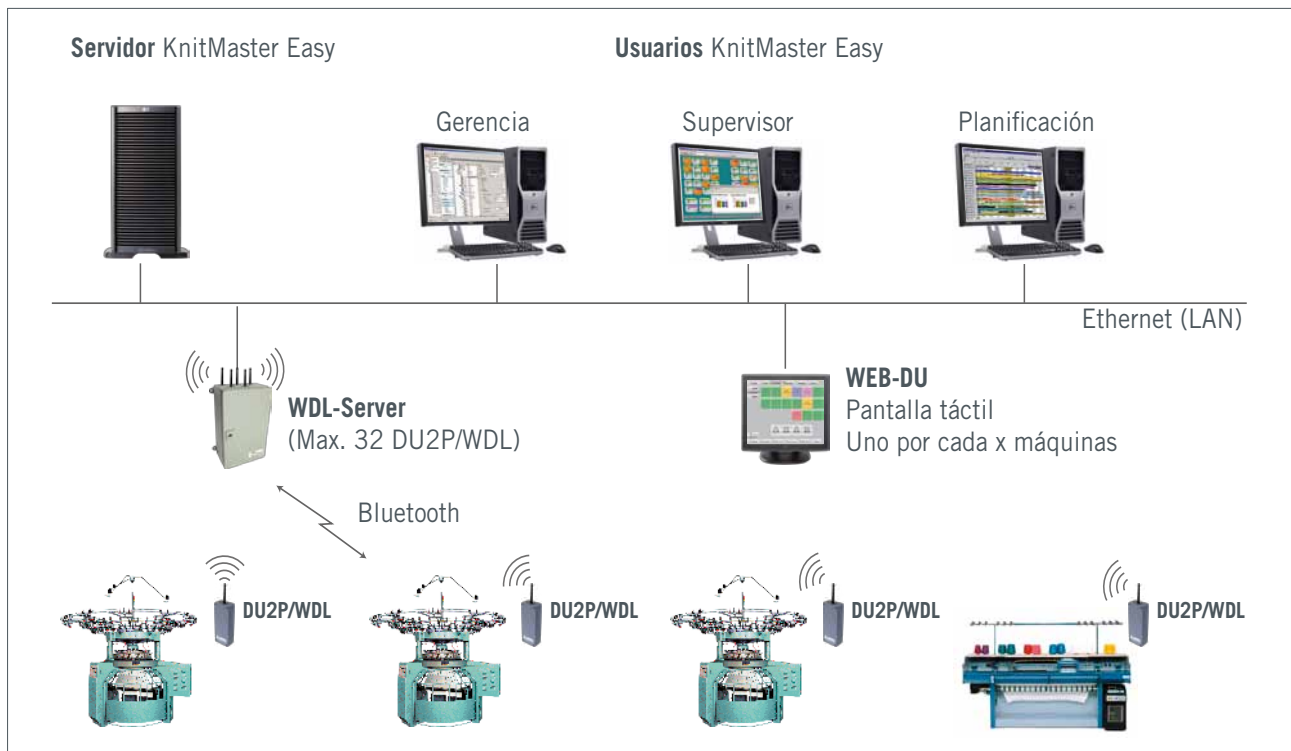 Servidor KnitMaster Easy
Usuarios KnitMaster Easy
Gerencia
Supervisor
Planificación
Ethernet (LAN)
WDL-Server
(Max. 32 DU2P/WDL)
WEB-DU
Pantalla táctil
Uno por cada x máquinas
Bluetooth
DU2P/WDL
DU2P/WDL
DU2P/WDL
DU2P/WDL